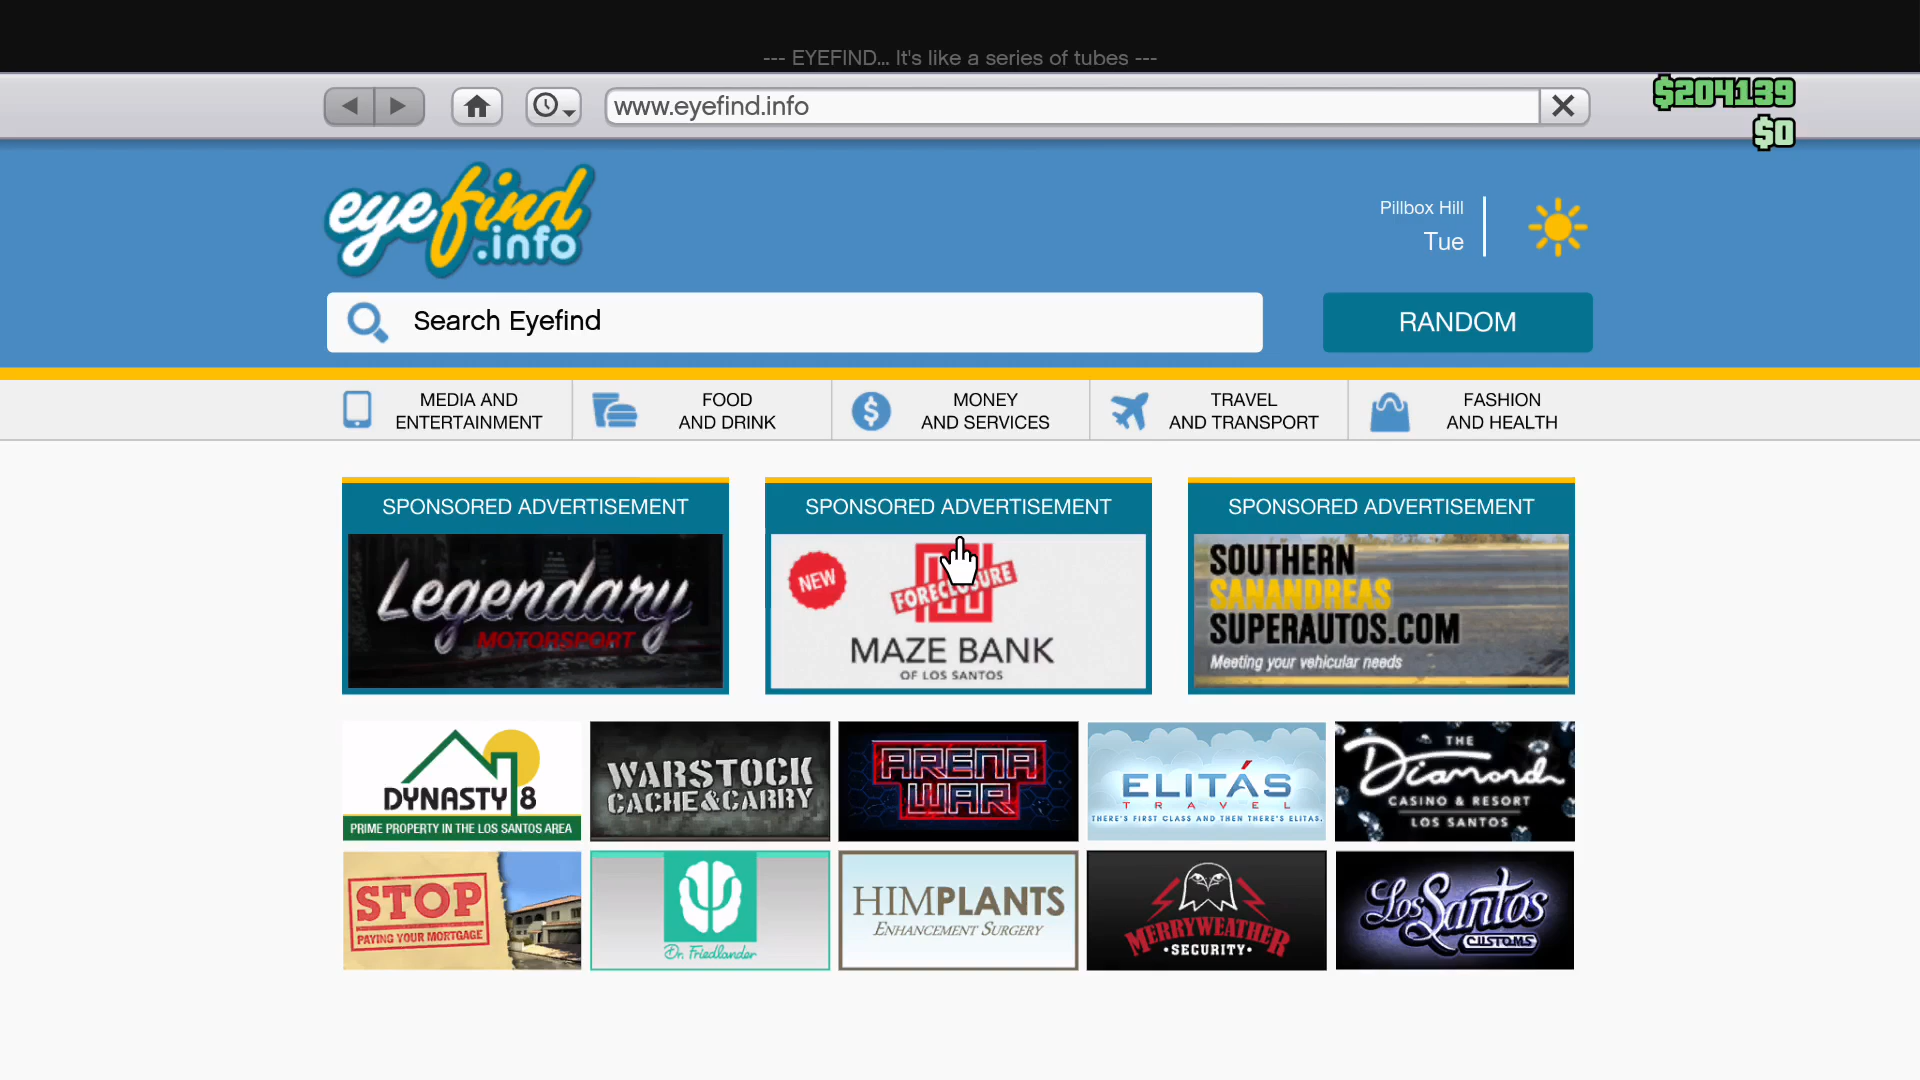 --- EYEFIND... It's like a series of tubes ---
www.eyefind.info
$204139
$0
eyefind
.info
Pillbox Hill
Tue
Search Eyefind
RANDOM
MEDIA AND
ENTERTAINMENT
FOOD
AND DRINK
MONEY
AND SERVICES
TRAVEL
AND TRANSPORT
FASHION
AND HEALTH
SPONSORED ADVERTISEMENT
Legendary
MOTORSPORT
SPONSORED ADVERTISEMENT
NEW
FORECLOSURE
MAZE BANK
OF LOS SANTOS
SPONSORED ADVERTISEMENT
SOUTHERN
SANANDREAS
SUPERAUTOS.COM
Meeting your vehicular needs
DYNASTY 8
PRIME PROPERTY IN THE LOS SANTOS AREA
WARSTOCK
CACHE&CARRY
ARENA
WAR
ELITÁS
TRAVEL
THERE'S FIRST CLASS AND THEN THERE'S ELITAS.
THE
Diamond
CASINO & RESORT
LOS SANTOS
STOP
PAYING YOUR MORTGAGE
Dr. Friedlander
HIMPLANTS
ENHANCEMENT SURGERY
MERRYWEATHER
•SECURITY•
Los Santos
CUSTOMS